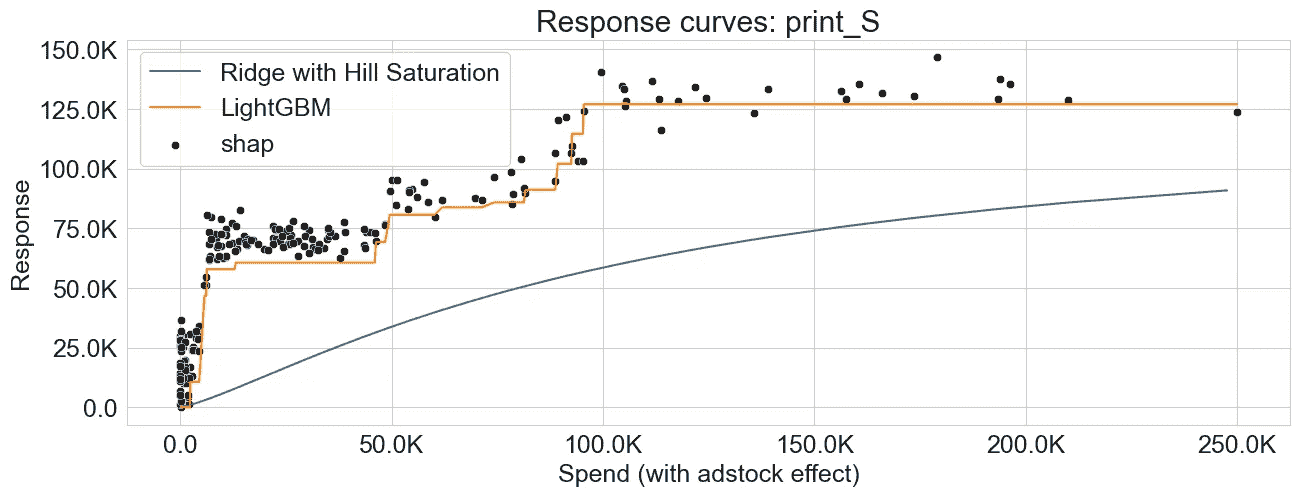 Response curves: print_S
150.0K
125.0K
100.0K
75.0K
50.0K
25.0K
0.0
Response
Ridge with Hill Saturation
LightGBM
shap
0.0 50.0K 100.0K 150.0K 200.0K 250.0K
Spend (with adstock effect)